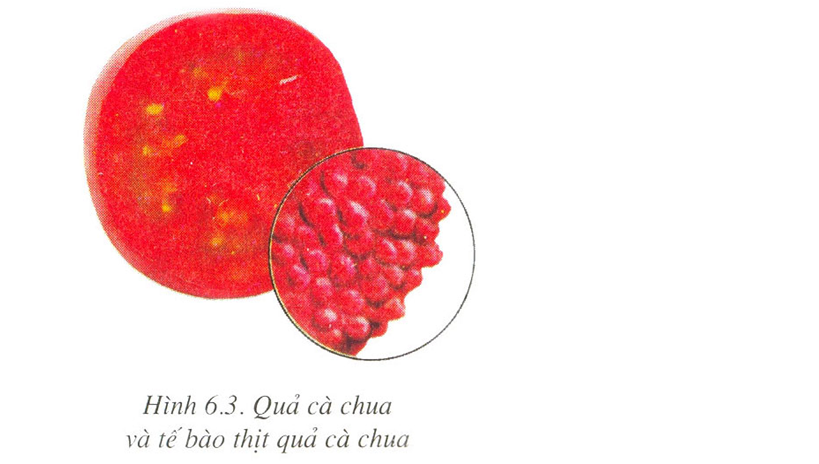 Hình 6.3. Quả cà chua
và tế bào thịt quả cà chua